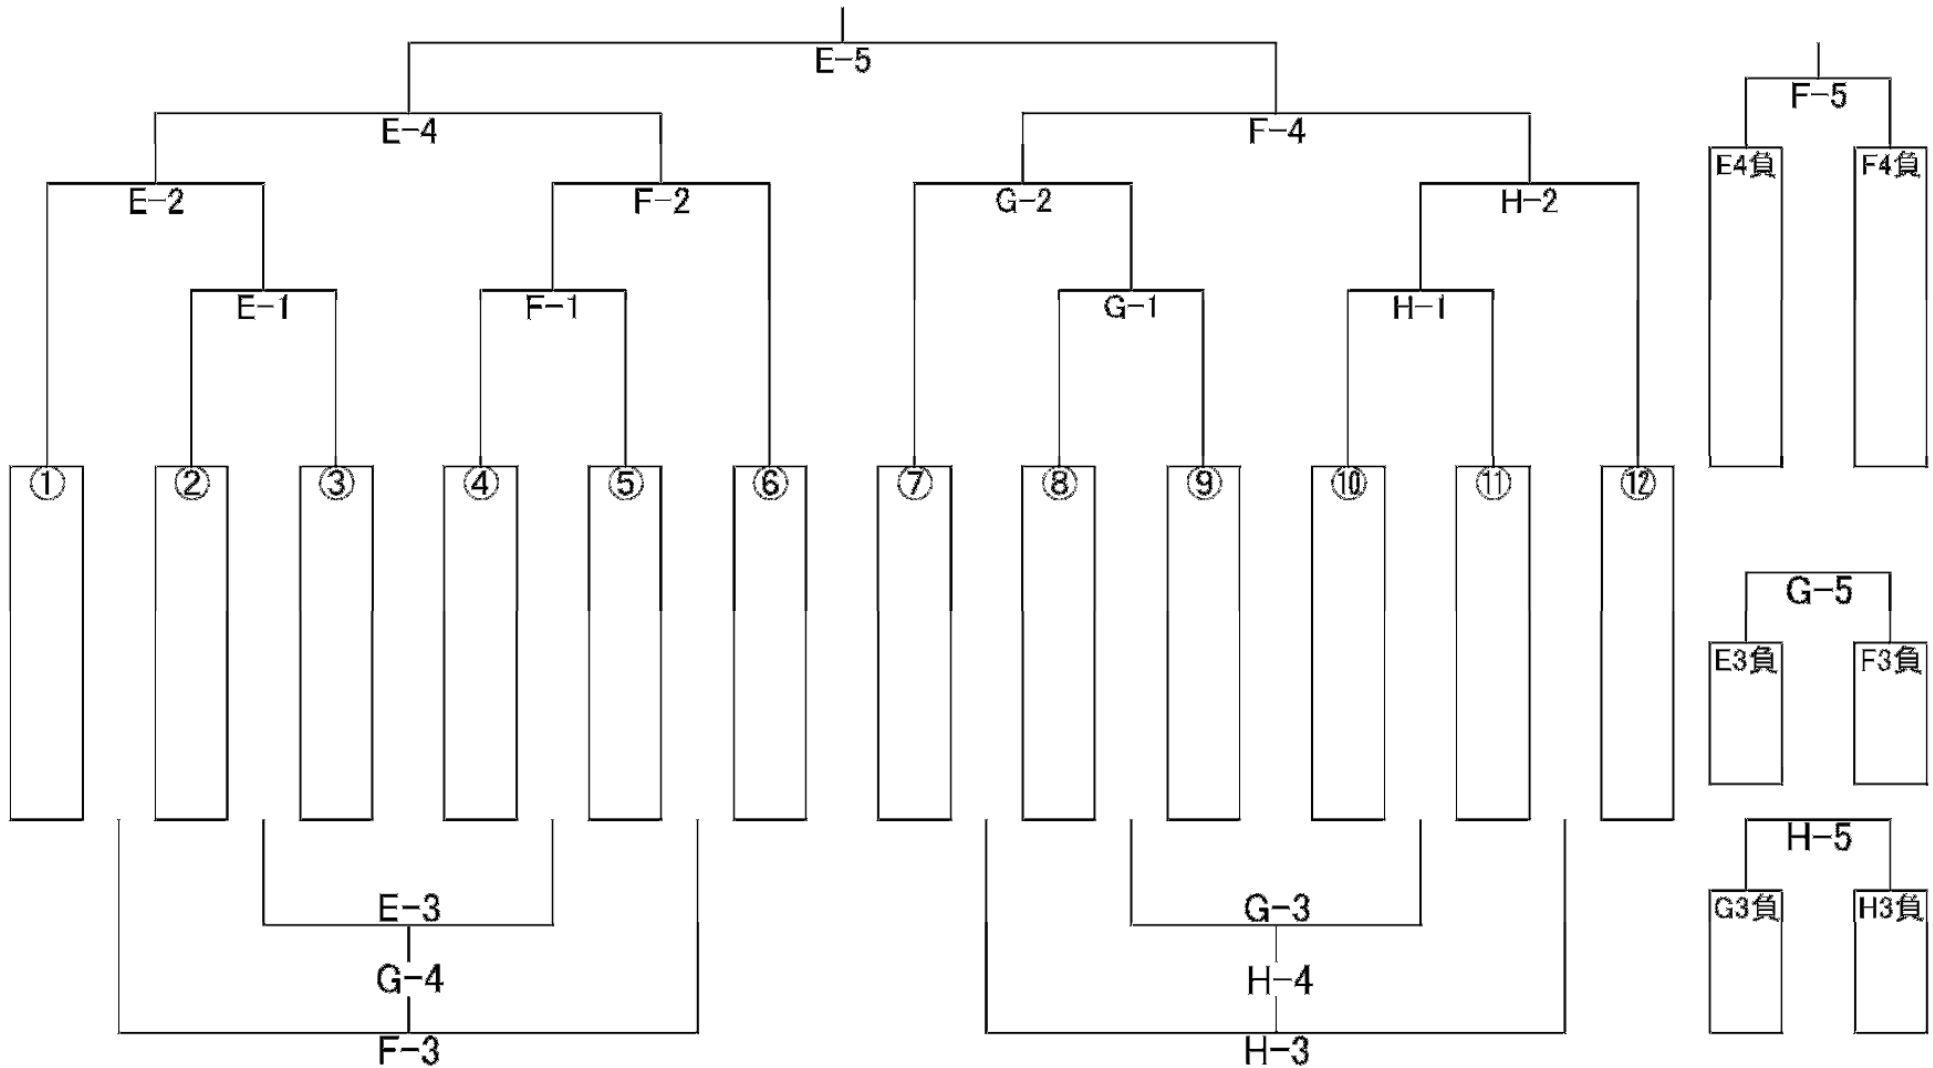 E-5
F-5
E-4
F-4
E4負
F4負
E-2
F-2
G-2
H-2
E-1
F-1
G-1
H-1
① ② ③ ④ ⑤ ⑥ ⑦ ⑧ ⑨ ⑩ ⑪ ⑫
G-5
E3負
F3負
H-5
E-3
G-3
G3負
H3負
G-4
H-4
F-3
H-3